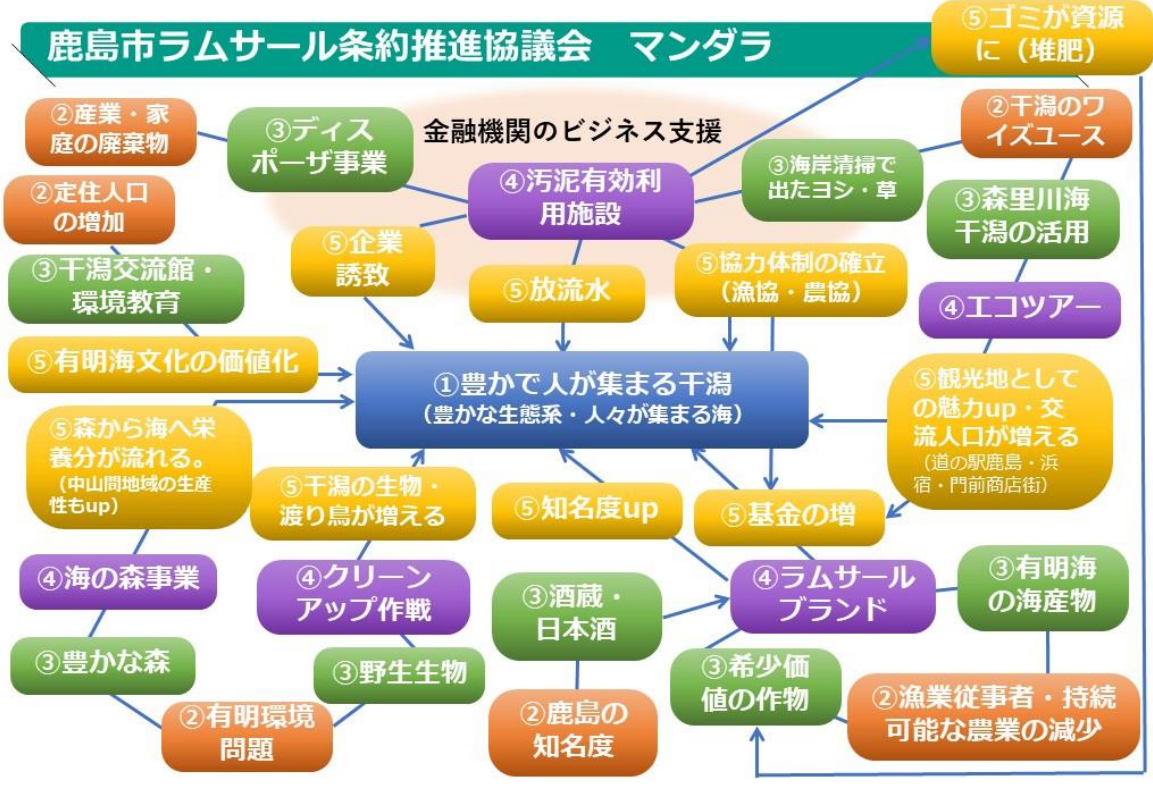 鹿島市ラムサール条約推進協議会　マンダラ
⑤ゴミが資源
に（堆肥）
②産業・家
庭の廃棄物
③ディス
ポーザ事業
金融機関のビジネス支援
②干潟のワ
イズユース
④汚泥有効利
用施設
③海岸清掃で
出たヨシ・草
②定住人口
の増加
③森里川海
干潟の活用
⑤企業
誘致
⑤放流水
⑤協力体制の確立
（漁協・農協）
③干潟交流館・
環境教育
④エコツアー
⑤有明海文化の価値化
①豊かで人が集まる干潟
（豊かな生態系・人々が集まる海）
⑤観光地として
の魅力up・交
流人口が増える
（道の駅鹿島・浜
宿・門前商店街）
⑤森から海へ栄
養分が流れる。
（中山間地域の生産
性もup）
⑤干潟の生物・
渡り鳥が増える
⑤知名度up
⑤基金の増
④海の森事業
④クリーン
アップ作戦
③酒蔵・
日本酒
④ラムサール
ブランド
③有明海
の海産物
③豊かな森
③野生生物
③希少価
値の作物
②有明環境
問題
②鹿島の
知名度
②漁業従事者・持続
可能な農業の減少